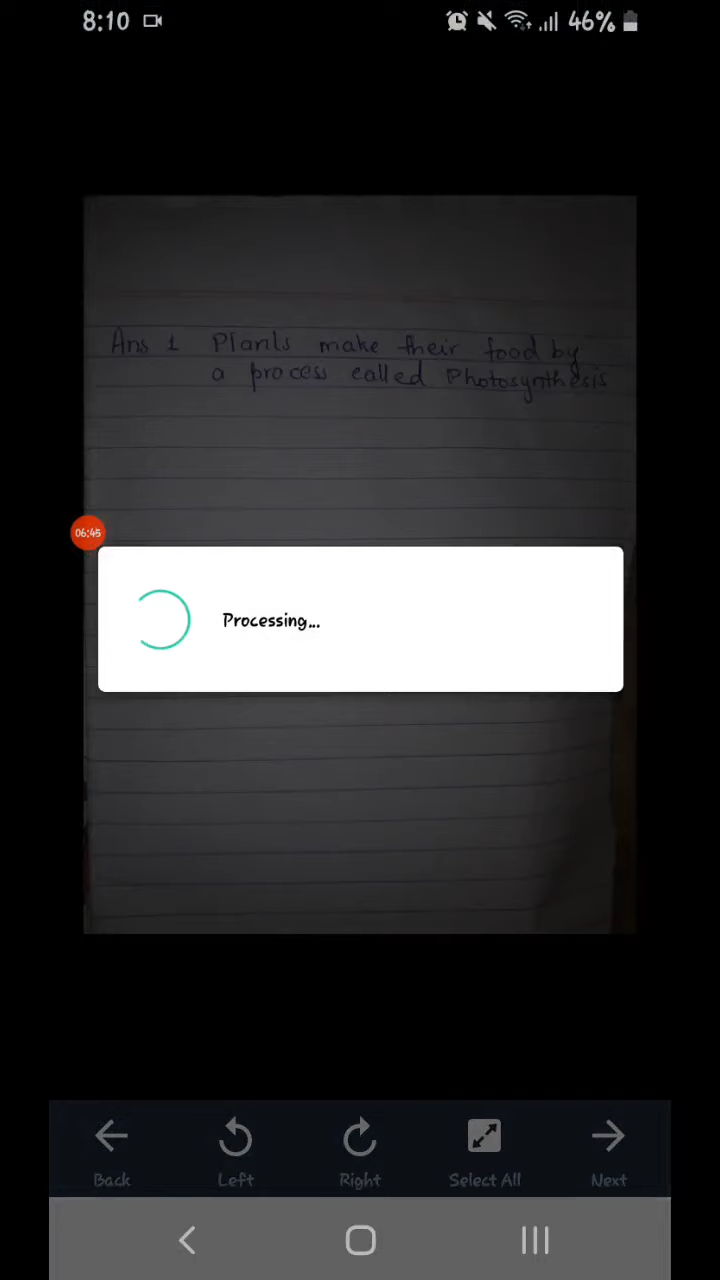 8:10 46%
Ans 1 Plants make their food by
a process called Photosynthesis
06:45
Processing...
Back Left Right Select All Next